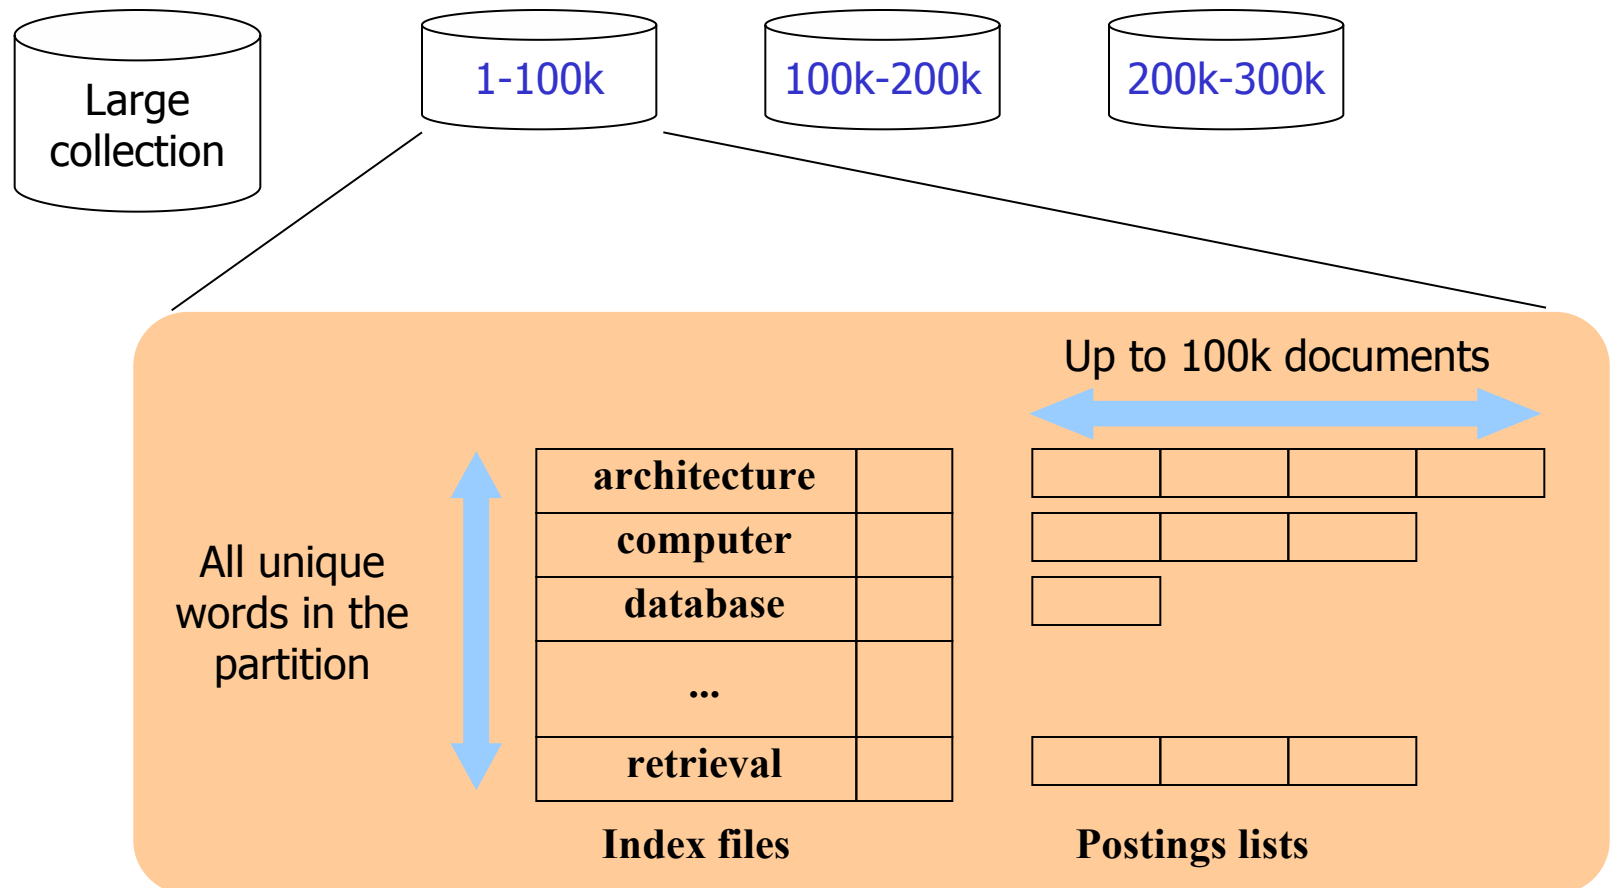 Large
collection
1-100k
100k-200k
200k-300k
Up to 100k documents
All unique
words in the
partition
architecture
computer
database
...
retrieval
Index files
Postings lists